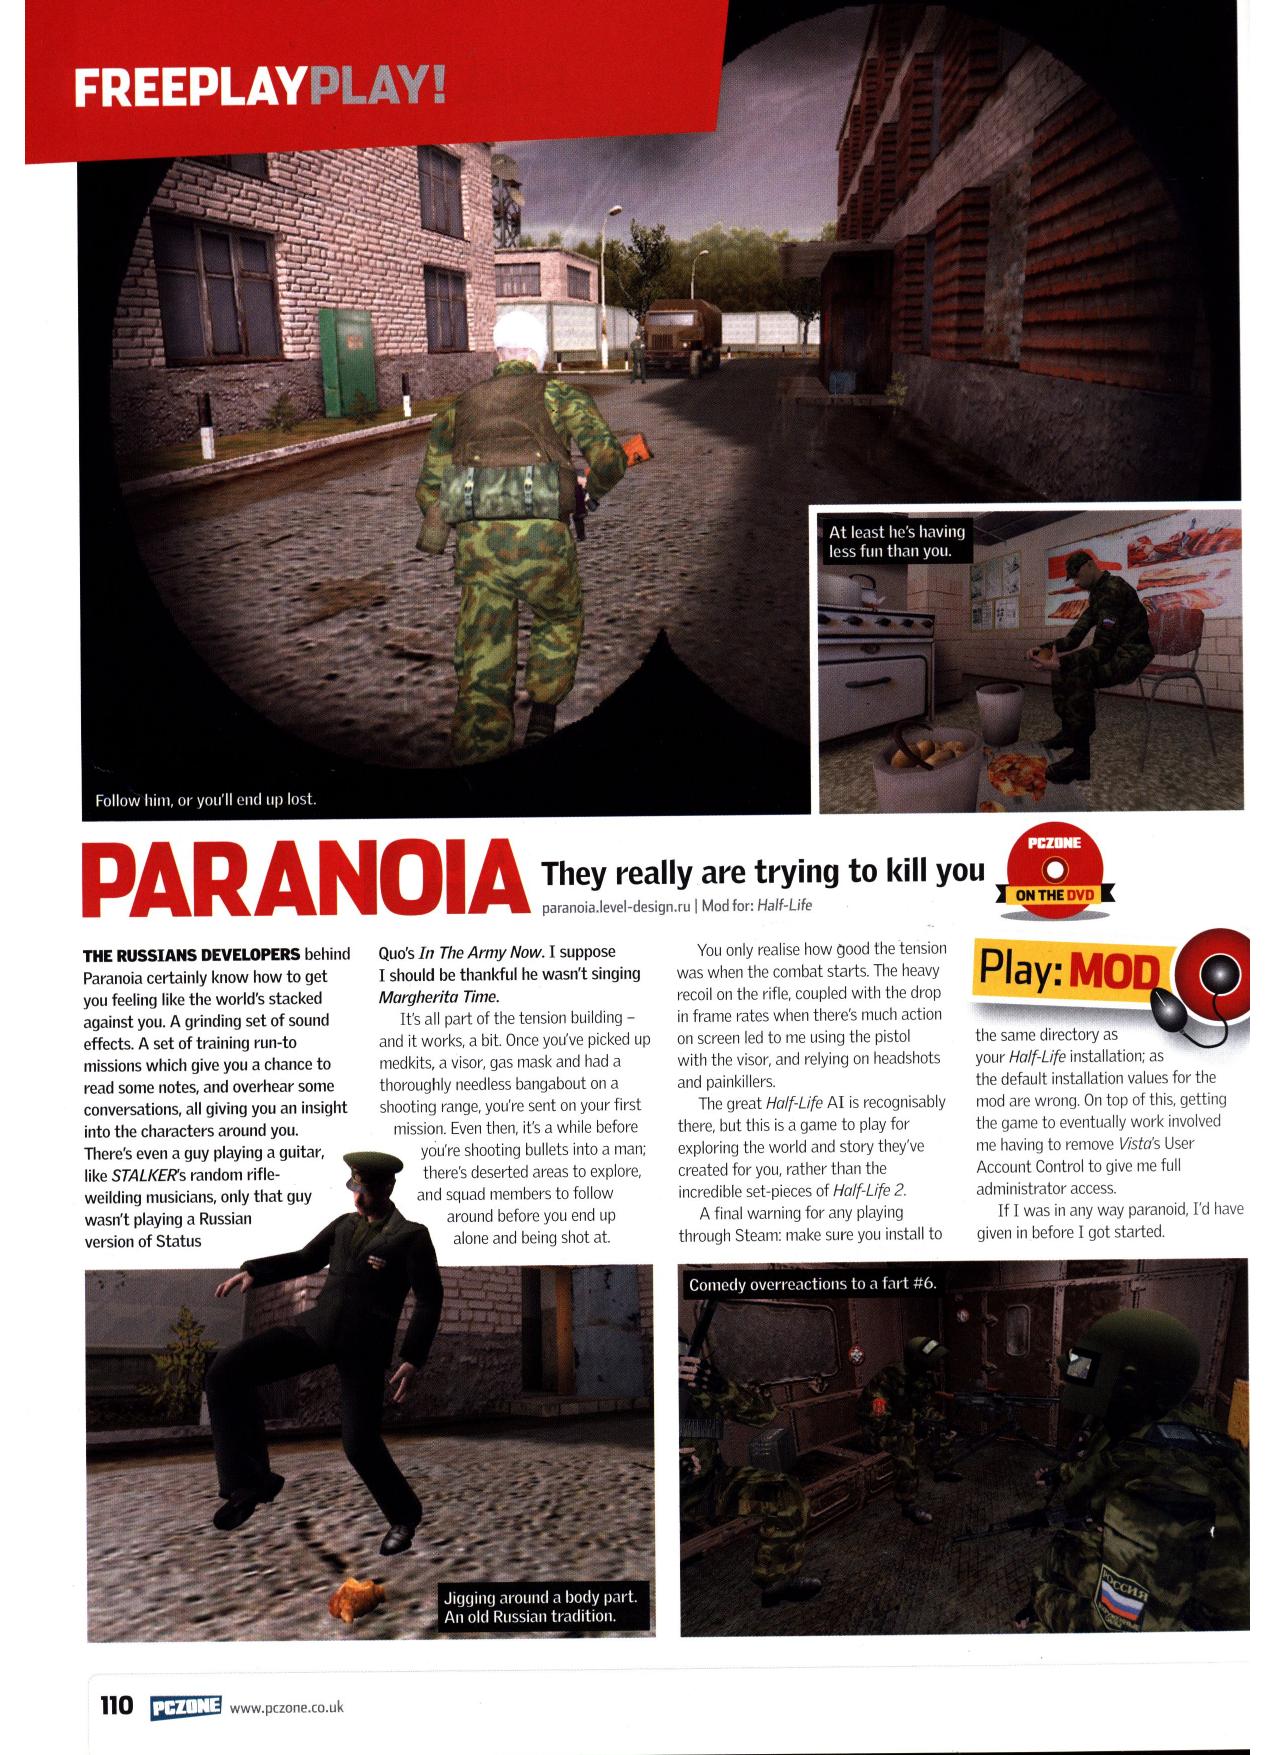 FREEPLAYPLAY!
At least he's having
less fun than you.
Follow him, or you'll end up lost.
PARANOIA
They really are trying to kill you
paranoia.level-design.ru | Mod for: Half-Life
PCZONE
ON THE DVD
THE RUSSIANS DEVELOPERS behind
Paranoia certainly know how to get
you feeling like the world's stacked
against you. A grinding set of sound
effects. A set of training run-to
missions which give you a chance to
read some notes, and overhear some
conversations, all giving you an insight
into the characters around you.
There's even a guy playing a guitar,
like STALKER's random rifle-
weilding musicians, only that guy
wasn't playing a Russian
version of Status
Quo's In The Army Now. I suppose
I should be thankful he wasn't singing
Margherita Time.
It's all part of the tension building –
and it works, a bit. Once you've picked up
medkits, a visor, gas mask and had a
thoroughly needless bangabout on a
shooting range, you're sent on your first
mission. Even then, it's a while before
you're shooting bullets into a man;
there's deserted areas to explore,
and squad members to follow
around before you end up
alone and being shot at.
You only realise how good the tension
was when the combat starts. The heavy
recoil on the rifle, coupled with the drop
in frame rates when there's much action
on screen led to me using the pistol
with the visor, and relying on headshots
and painkillers.
The great Half-Life AI is recognisably
there, but this is a game to play for
exploring the world and story they've
created for you, rather than the
incredible set-pieces of Half-Life 2.
A final warning for any playing
through Steam: make sure you install to
Play: MOD
the same directory as
your Half-Life installation; as
the default installation values for the
mod are wrong. On top of this, getting
the game to eventually work involved
me having to remove Vista's User
Account Control to give me full
administrator access.
If I was in any way paranoid, I'd have
given in before I got started.
Jigging around a body part.
An old Russian tradition.
Comedy overreactions to a fart #6.
РОССИЯ
110 PCZONE www.pczone.co.uk